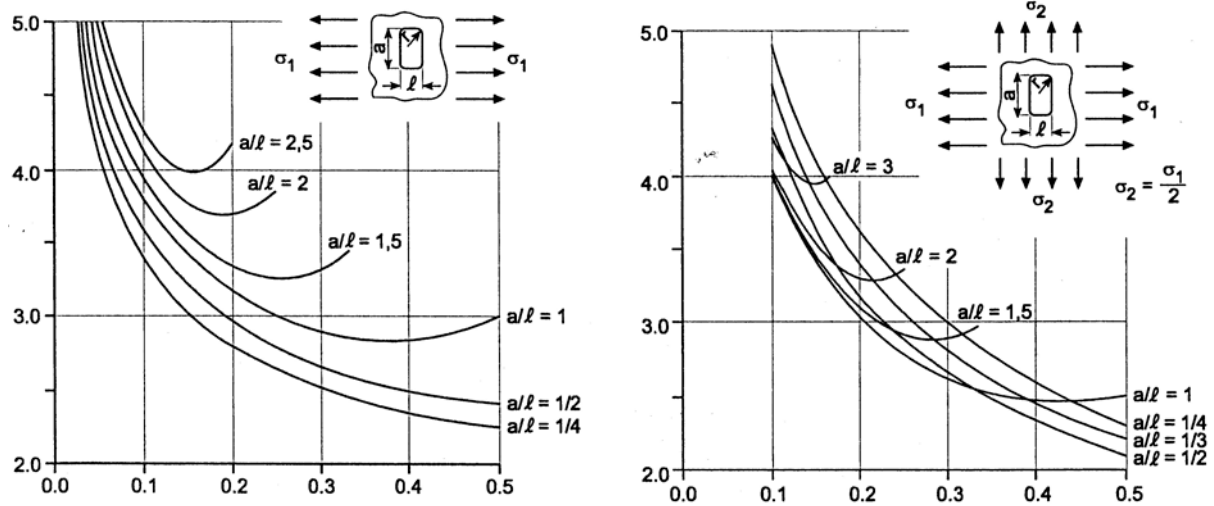 5.0
4.0
3.0
2.0
0.0 0.1 0.2 0.3 0.4 0.5
σ1 σ1
a
r
ℓ
a/ℓ = 2,5
a/ℓ = 2
a/ℓ = 1,5
a/ℓ = 1
a/ℓ = 1/2
a/ℓ = 1/4
5.0
4.0
3.0
2.0
0.0 0.1 0.2 0.3 0.4 0.5
σ2
σ1 σ1
a
r
ℓ
σ2
σ2 = σ1/2
a/ℓ = 3
a/ℓ = 2
a/ℓ = 1,5
a/ℓ = 1
a/ℓ = 1/4
a/ℓ = 1/3
a/ℓ = 1/2